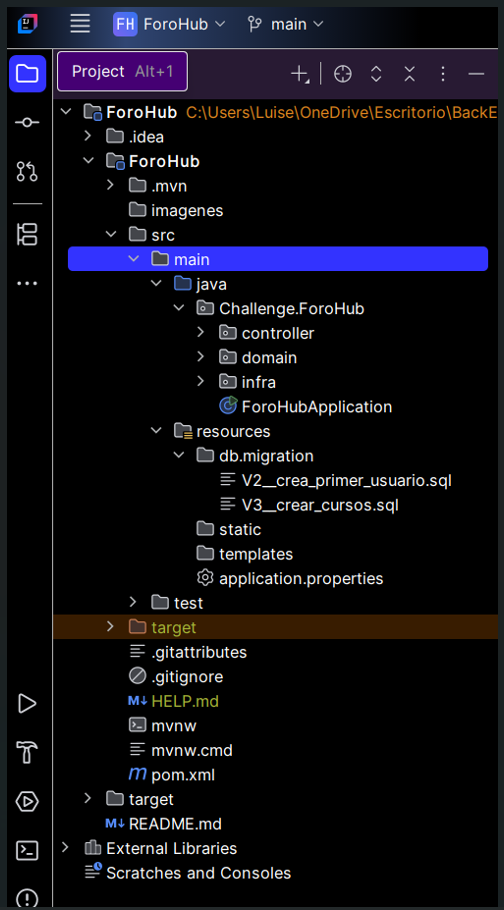 FH ForoHub main
Project Alt+1
ForoHub C:\Users\Luise\OneDrive\Escritorio\BackE
.idea
ForoHub
.mvn
imagenes
src
main
java
Challenge.ForoHub
controller
domain
infra
ForoHubApplication
resources
db.migration
V2__crea_primer_usuario.sql
V3__crear_cursos.sql
static
templates
application.properties
test
target
.gitattributes
.gitignore
M↓ HELP.md
mvnw
mvnw.cmd
m pom.xml
target
M↓ README.md
External Libraries
Scratches and Consoles